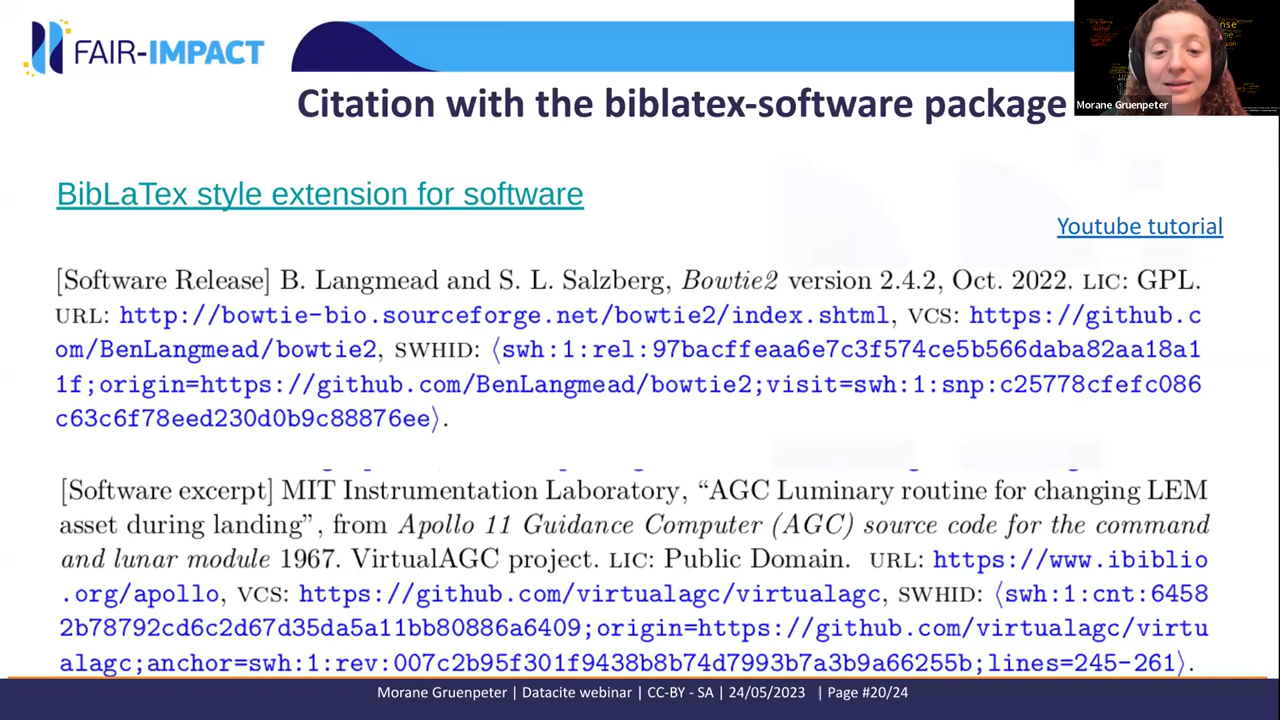 FAIR-IMPACT
Morane Gruenpeter
Citation with the biblatex-software package
BibLaTex style extension for software
Youtube tutorial
[Software Release] B. Langmead and S. L. Salzberg, Bowtie2 version 2.4.2, Oct. 2022. LIC: GPL.
URL: http://bowtie-bio.sourceforge.net/bowtie2/index.shtml, VCS: https://github.c
om/BenLangmead/bowtie2, SWHID: ⟨swh:1:rel:97bacffeaa6e7c3f574ce5b566daba82aa18a1
1f;origin=https://github.com/BenLangmead/bowtie2;visit=swh:1:snp:c25778cfefc086
c63c6f78eed230d0b9c88876ee⟩.
[Software excerpt] MIT Instrumentation Laboratory, “AGC Luminary routine for changing LEM
asset during landing”, from Apollo 11 Guidance Computer (AGC) source code for the command
and lunar module 1967. VirtualAGC project. LIC: Public Domain. URL: https://www.ibiblio
.org/apollo, VCS: https://github.com/virtualagc/virtualagc, SWHID: ⟨swh:1:cnt:6458
2b78792cd6c2d67d35da5a11bb80886a6409;origin=https://github.com/virtualagc/virtu
alagc;anchor=swh:1:rev:007c2b95f301f9438b8b74d7993b7a3b9a66255b;lines=245-261⟩.
Morane Gruenpeter | Datacite webinar | CC-BY - SA | 24/05/2023 | Page #20/24